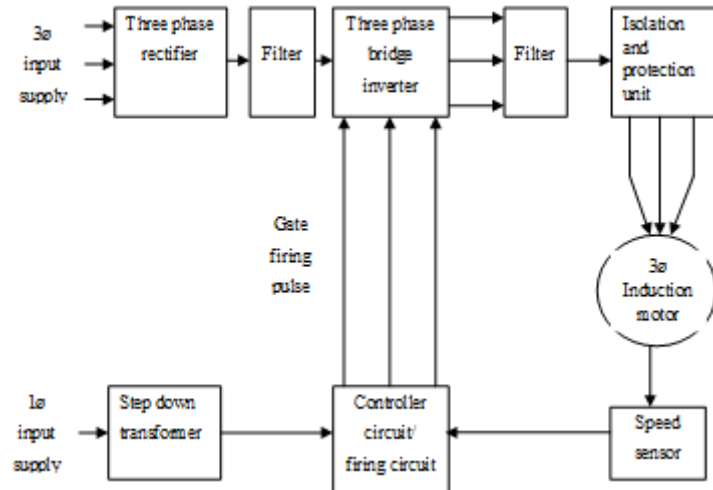 3ø
input
supply
Three phase
rectifier
Filter
Three phase
bridge
inverter
Filter
Isolation
and
protection
unit
Gate
firing
pulse
3ø
Induction
motor
1ø
input
supply
Step down
transformer
Controller
circuit/
firing circuit
Speed
sensor